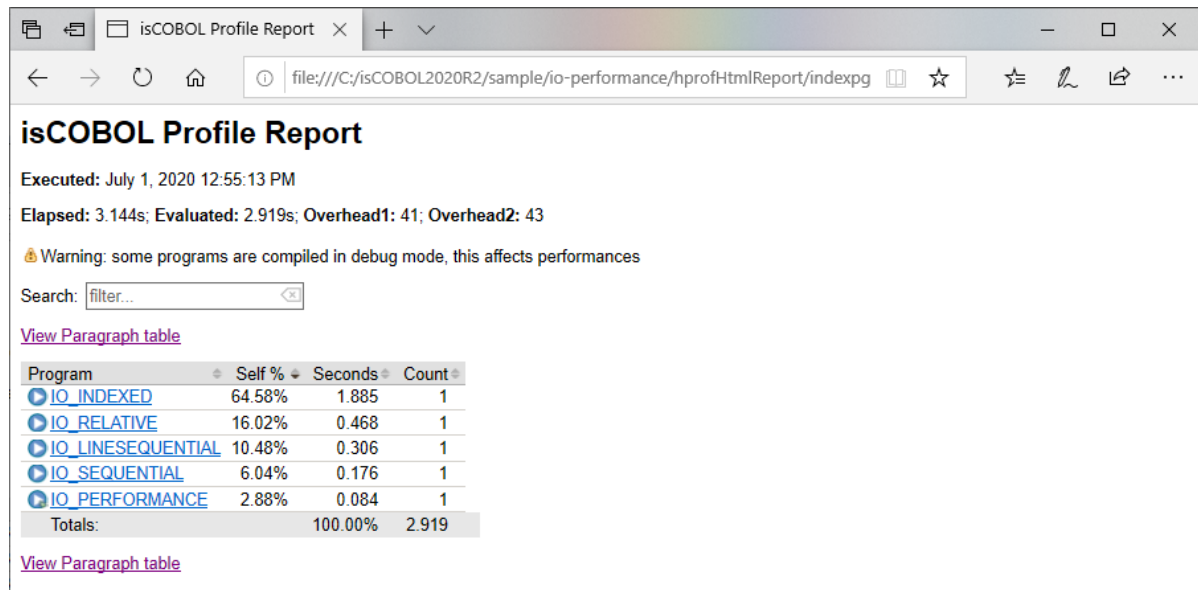 isCOBOL Profile Report
file:///C:/isCOBOL2020R2/sample/io-performance/hprofHtmlReport/indexpg
isCOBOL Profile Report
Executed: July 1, 2020 12:55:13 PM
Elapsed: 3.144s; Evaluated: 2.919s; Overhead1: 41; Overhead2: 43
Warning: some programs are compiled in debug mode, this affects performances
Search: filter...
View Paragraph table
Program Self % Seconds Count
IO_INDEXED 64.58% 1.885 1
IO_RELATIVE 16.02% 0.468 1
IO_LINESEQUENTIAL 10.48% 0.306 1
IO_SEQUENTIAL 6.04% 0.176 1
IO_PERFORMANCE 2.88% 0.084 1
Totals: 100.00% 2.919
View Paragraph table